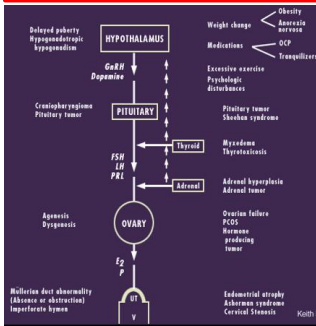 Delayed puberty
Hypogonadotropic
hypogonadism
HYPOTHALAMUS
Weight change
Obesity
Anorexia
nervosa
Medications
OCP
Tranquilizers
GnRH
Dopamine
Excessive exercise
Psychologic
disturbances
Craniopharyngioma
Pituitary tumor
PITUITARY
Pituitary tumor
Sheehan syndrome
Thyroid
Myxedema
Thyrotoxicosis
FSH
LH
PRL
Adrenal
Adrenal hyperplasia
Adrenal tumor
Agenesis
Dysgenesis
OVARY
Ovarian failure
PCOS
Hormone
producing
tumor
E2
P
Müllerian duct abnormality
(Absence or obstruction)
Imperforate hymen
UT
V
Endometrial atrophy
Asherman syndrome
Cervical Stenosis
Keith